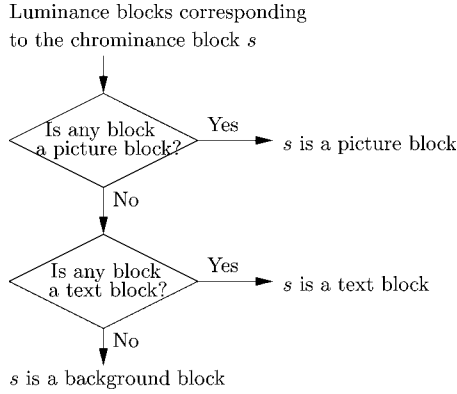 Luminance blocks corresponding
to the chrominance block s
Is any block
a picture block?
Yes
s is a picture block
No
Is any block
a text block?
Yes
s is a text block
No
s is a background block